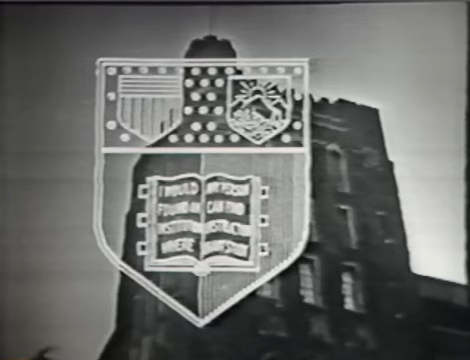 I WOULD
FOUND AN
INSTITUTION
WHERE
ANY PERSON
CAN FIND
INSTRUCTION
ANY STUDY